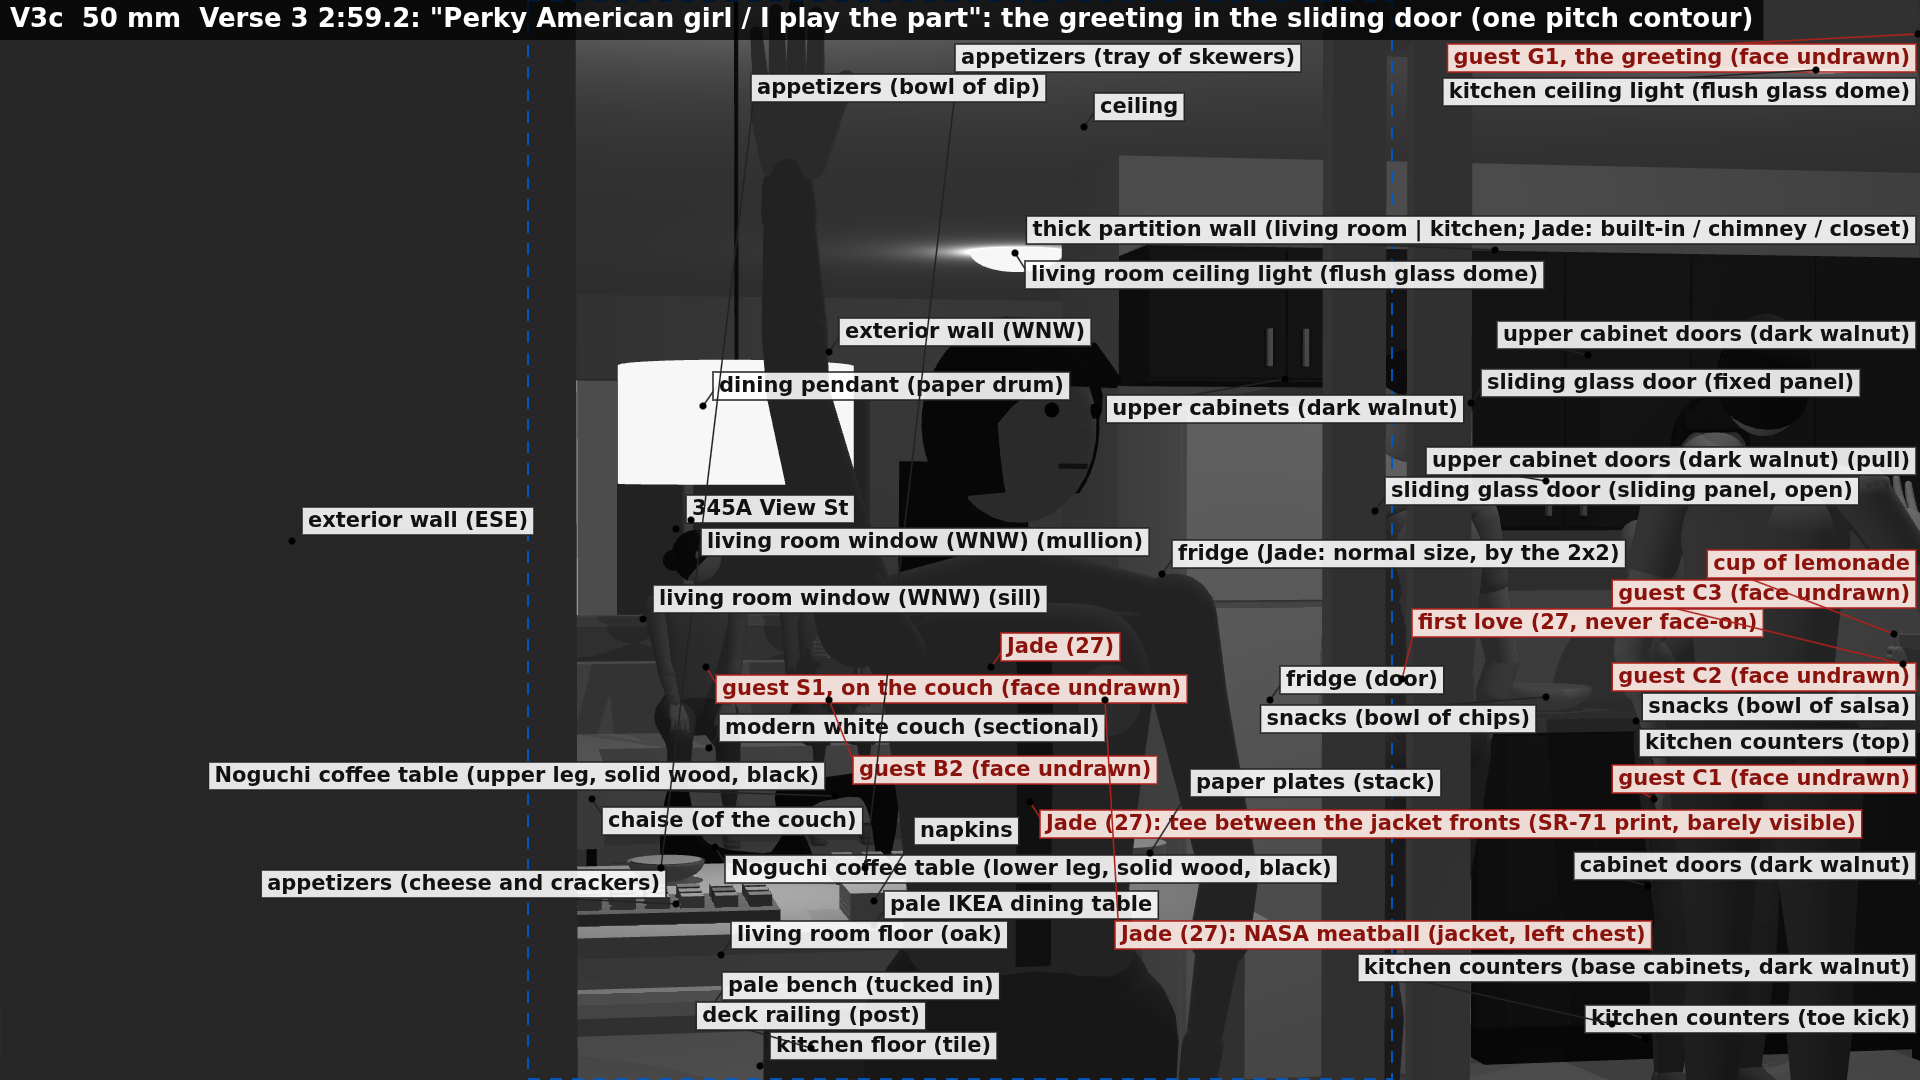 V3c  50 mm  Verse 3 2:59.2: "Perky American girl / I play the part": the greeting in the sliding door (one pitch contour)
appetizers (tray of skewers)
guest G1, the greeting (face undrawn)
appetizers (bowl of dip)
kitchen ceiling light (flush glass dome)
ceiling
thick partition wall (living room | kitchen; Jade: built-in / chimney / closet)
living room ceiling light (flush glass dome)
exterior wall (WNW)
upper cabinet doors (dark walnut)
dining pendant (paper drum)
sliding glass door (fixed panel)
upper cabinets (dark walnut)
upper cabinet doors (dark walnut) (pull)
sliding glass door (sliding panel, open)
345A View St
exterior wall (ESE)
living room window (WNW) (mullion)
fridge (Jade: normal size, by the 2x2)
cup of lemonade
guest C3 (face undrawn)
living room window (WNW) (sill)
first love (27, never face-on)
Jade (27)
guest C2 (face undrawn)
fridge (door)
guest S1, on the couch (face undrawn)
snacks (bowl of salsa)
snacks (bowl of chips)
modern white couch (sectional)
kitchen counters (top)
guest B2 (face undrawn)
Noguchi coffee table (upper leg, solid wood, black)
guest C1 (face undrawn)
paper plates (stack)
chaise (of the couch)
Jade (27): tee between the jacket fronts (SR-71 print, barely visible)
napkins
Noguchi coffee table (lower leg, solid wood, black)
cabinet doors (dark walnut)
appetizers (cheese and crackers)
pale IKEA dining table
living room floor (oak)
Jade (27): NASA meatball (jacket, left chest)
kitchen counters (base cabinets, dark walnut)
pale bench (tucked in)
deck railing (post)
kitchen counters (toe kick)
kitchen floor (tile)